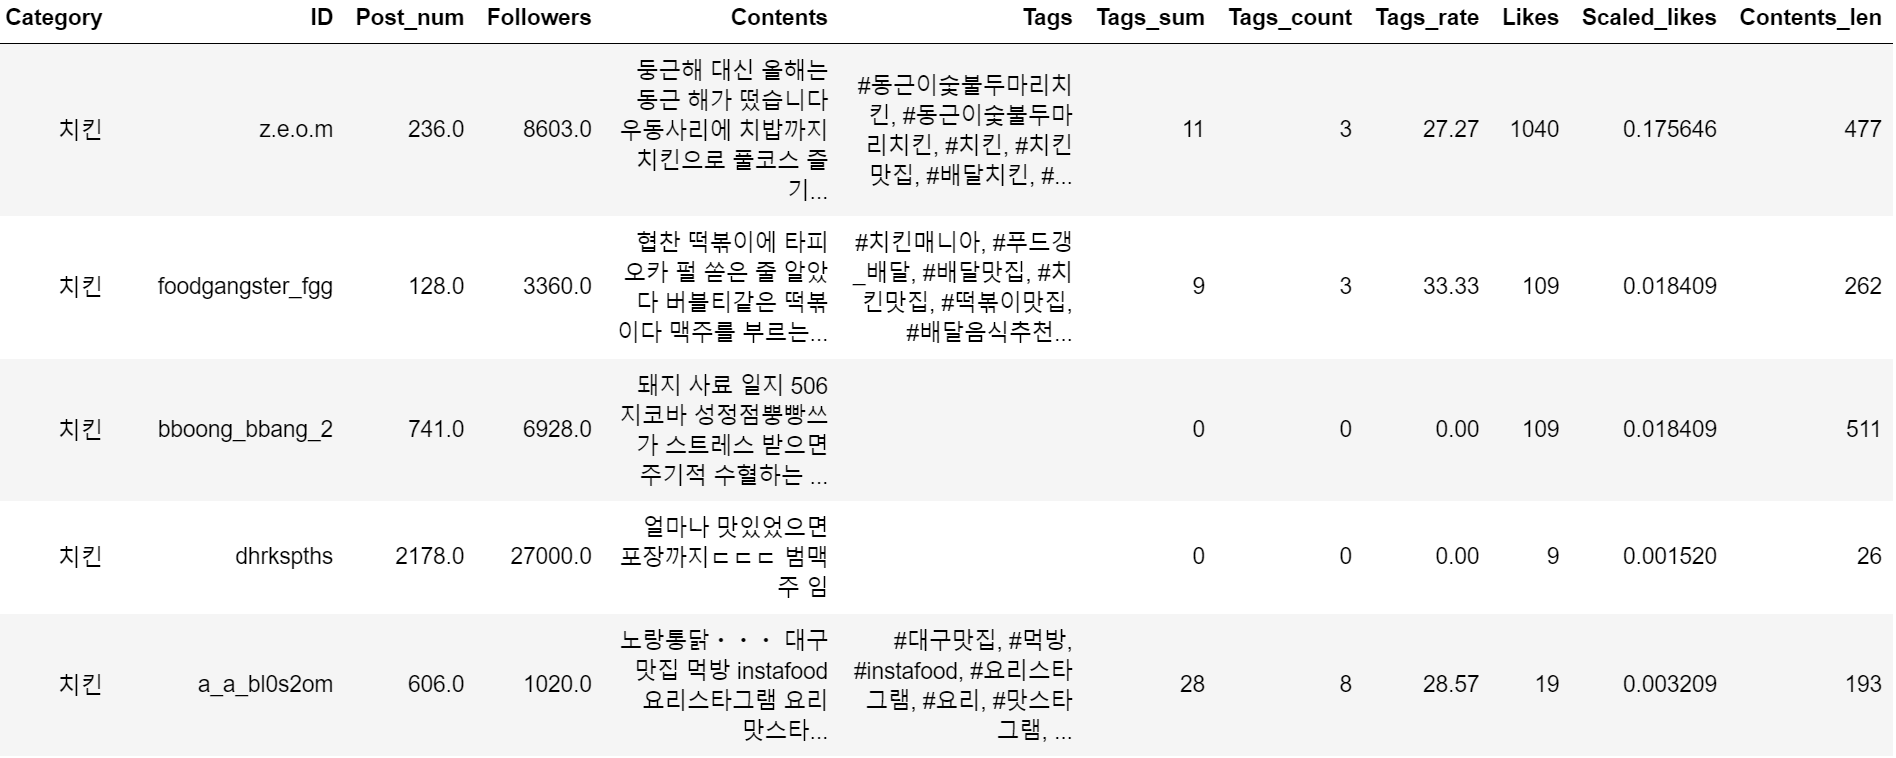 Category ID Post_num Followers Contents Tags Tags_sum Tags_count Tags_rate Likes Scaled_likes Contents_len
치킨 z.e.o.m 236.0 8603.0
둥근해 대신 올해는
동근 해가 떴습니다
우동사리에 치밥까지
치킨으로 풀코스 즐
기...
#동근이숯불두마리치
킨, #동근이숯불두마
리치킨, #치킨, #치킨
맛집, #배달치킨, #...
11 3 27.27 1040 0.175646 477
치킨 foodgangster_fgg 128.0 3360.0
협찬 떡볶이에 타피
오카 펄 쏟은 줄 알았
다 버블티같은 떡볶
이다 맥주를 부르는...
#치킨매니아, #푸드갱
_배달, #배달맛집, #치
킨맛집, #떡볶이맛집,
#배달음식추천...
9 3 33.33 109 0.018409 262
치킨 bboong_bbang_2 741.0 6928.0
돼지 사료 일지 506
지코바 성정점뿡빵쓰
가 스트레스 받으면
주기적 수혈하는 ...
0 0 0.00 109 0.018409 511
치킨 dhrkspths 2178.0 27000.0
얼마나 맛있었으면
포장까지ㄷㄷㄷ 범맥
주 임
0 0 0.00 9 0.001520 26
치킨 a_a_bl0s2om 606.0 1020.0
노랑통닭・・・ 대구
맛집 먹방 instafood
요리스타그램 요리
맛스타...
#대구맛집, #먹방,
#instafood, #요리스타
그램, #요리, #맛스타
그램, ...
28 8 28.57 19 0.003209 193